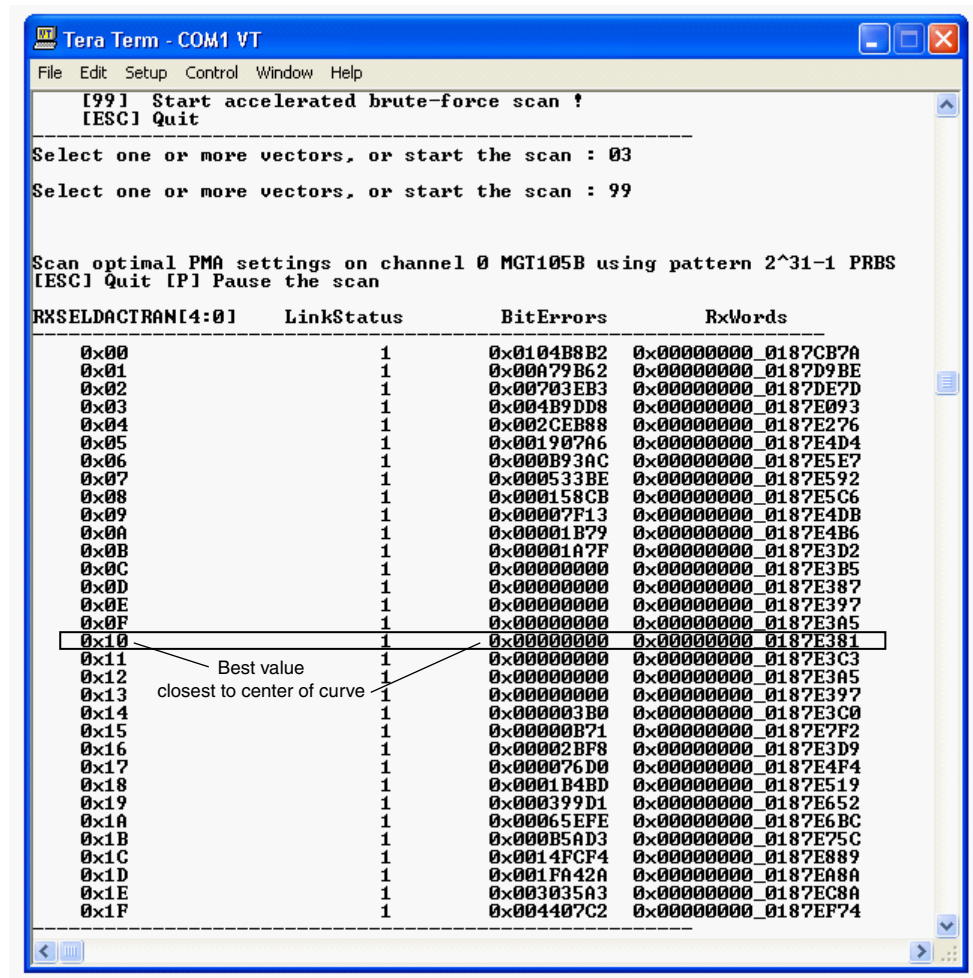 Tera Term - COM1 VT
File Edit Setup Control Window Help
[99] Start accelerated brute-force scan !
[ESC] Quit
Select one or more vectors, or start the scan : 03
Select one or more vectors, or start the scan : 99
Scan optimal PMA settings on channel 0 MGT105B using pattern 2^31-1 PRBS
[ESC] Quit [P] Pause the scan
RXSELDACTRAN[4:0] LinkStatus BitErrors RxWords
0x00 1 0x0104B8B2 0x00000000_0187CB7A
0x01 1 0x00A79B62 0x00000000_0187D9BE
0x02 1 0x00703EB3 0x00000000_0187DE7D
0x03 1 0x004B9DD8 0x00000000_0187E093
0x04 1 0x002CEB88 0x00000000_0187E276
0x05 1 0x001907A6 0x00000000_0187E4D4
0x06 1 0x000B93AC 0x00000000_0187E5E7
0x07 1 0x000533BE 0x00000000_0187E592
0x08 1 0x000158CB 0x00000000_0187E5C6
0x09 1 0x00007F13 0x00000000_0187E4DB
0x0A 1 0x00001B79 0x00000000_0187E4B6
0x0B 1 0x00001A7F 0x00000000_0187E3D2
0x0C 1 0x00000000 0x00000000_0187E3B5
0x0D 1 0x00000000 0x00000000_0187E387
0x0E 1 0x00000000 0x00000000_0187E397
0x0F 1 0x00000000 0x00000000_0187E3A5
0x10 1 0x00000000 0x00000000_0187E381
0x11 1 0x00000000 0x00000000_0187E3C3
Best value
0x12 1 0x00000000 0x00000000_0187E3A5
closest to center of curve
0x13 1 0x00000000 0x00000000_0187E397
0x14 1 0x000003B0 0x00000000_0187E3C0
0x15 1 0x00000B71 0x00000000_0187E7F2
0x16 1 0x00002BF8 0x00000000_0187E3D9
0x17 1 0x000076D0 0x00000000_0187E4F4
0x18 1 0x0001B4BD 0x00000000_0187E519
0x19 1 0x000399D1 0x00000000_0187E652
0x1A 1 0x00065EFE 0x00000000_0187E6BC
0x1B 1 0x000B5AD3 0x00000000_0187E75C
0x1C 1 0x0014FCF4 0x00000000_0187E889
0x1D 1 0x001FA42A 0x00000000_0187EA8A
0x1E 1 0x003035A3 0x00000000_0187EC8A
0x1F 1 0x004407C2 0x00000000_0187EF74